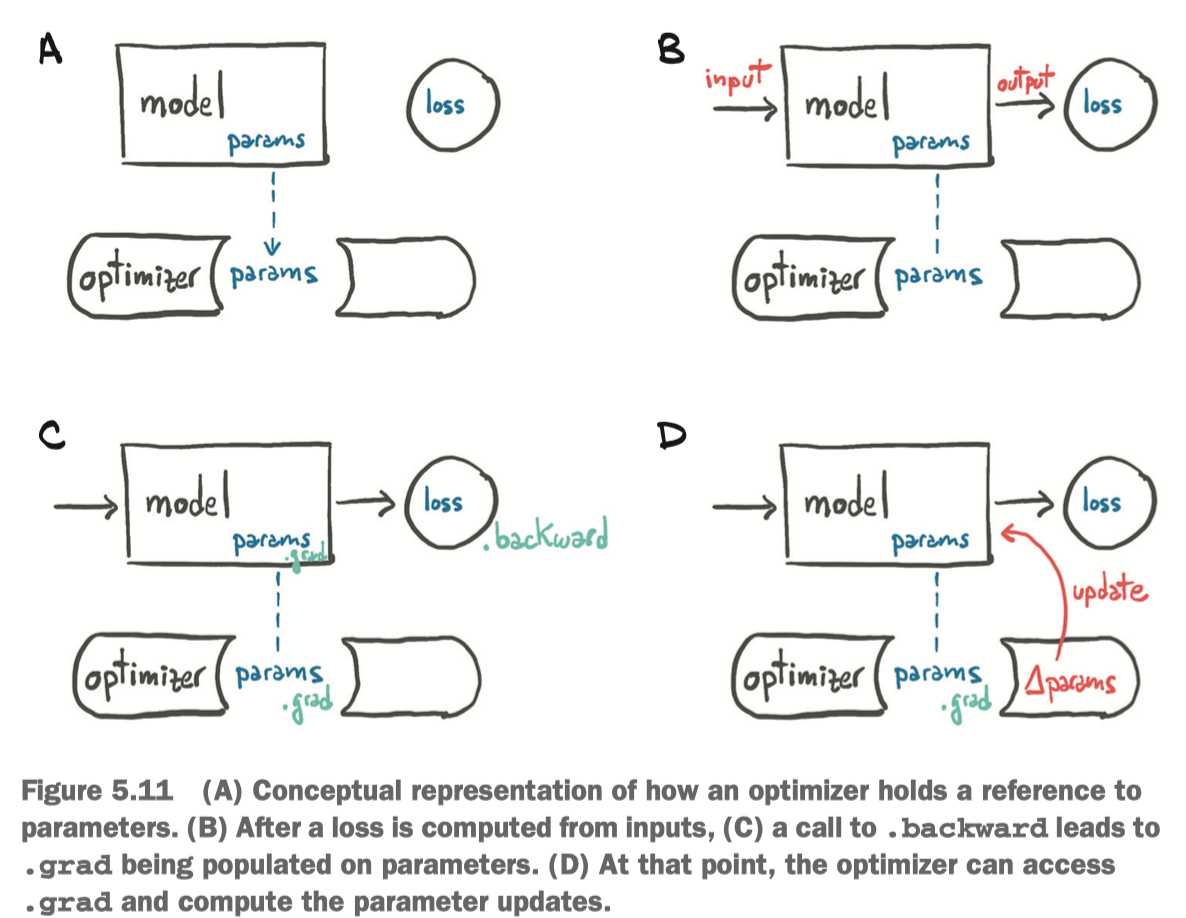 A
model
params
loss
optimizer
params
B
input
model
params
output
loss
optimizer
params
C
model
params
.grad
loss
.backward
optimizer
params
.grad
D
model
params
loss
update
optimizer
params
.grad
Δparams
Figure 5.11 (A) Conceptual representation of how an optimizer holds a reference to
parameters. (B) After a loss is computed from inputs, (C) a call to .backward leads to
.grad being populated on parameters. (D) At that point, the optimizer can access
.grad and compute the parameter updates.